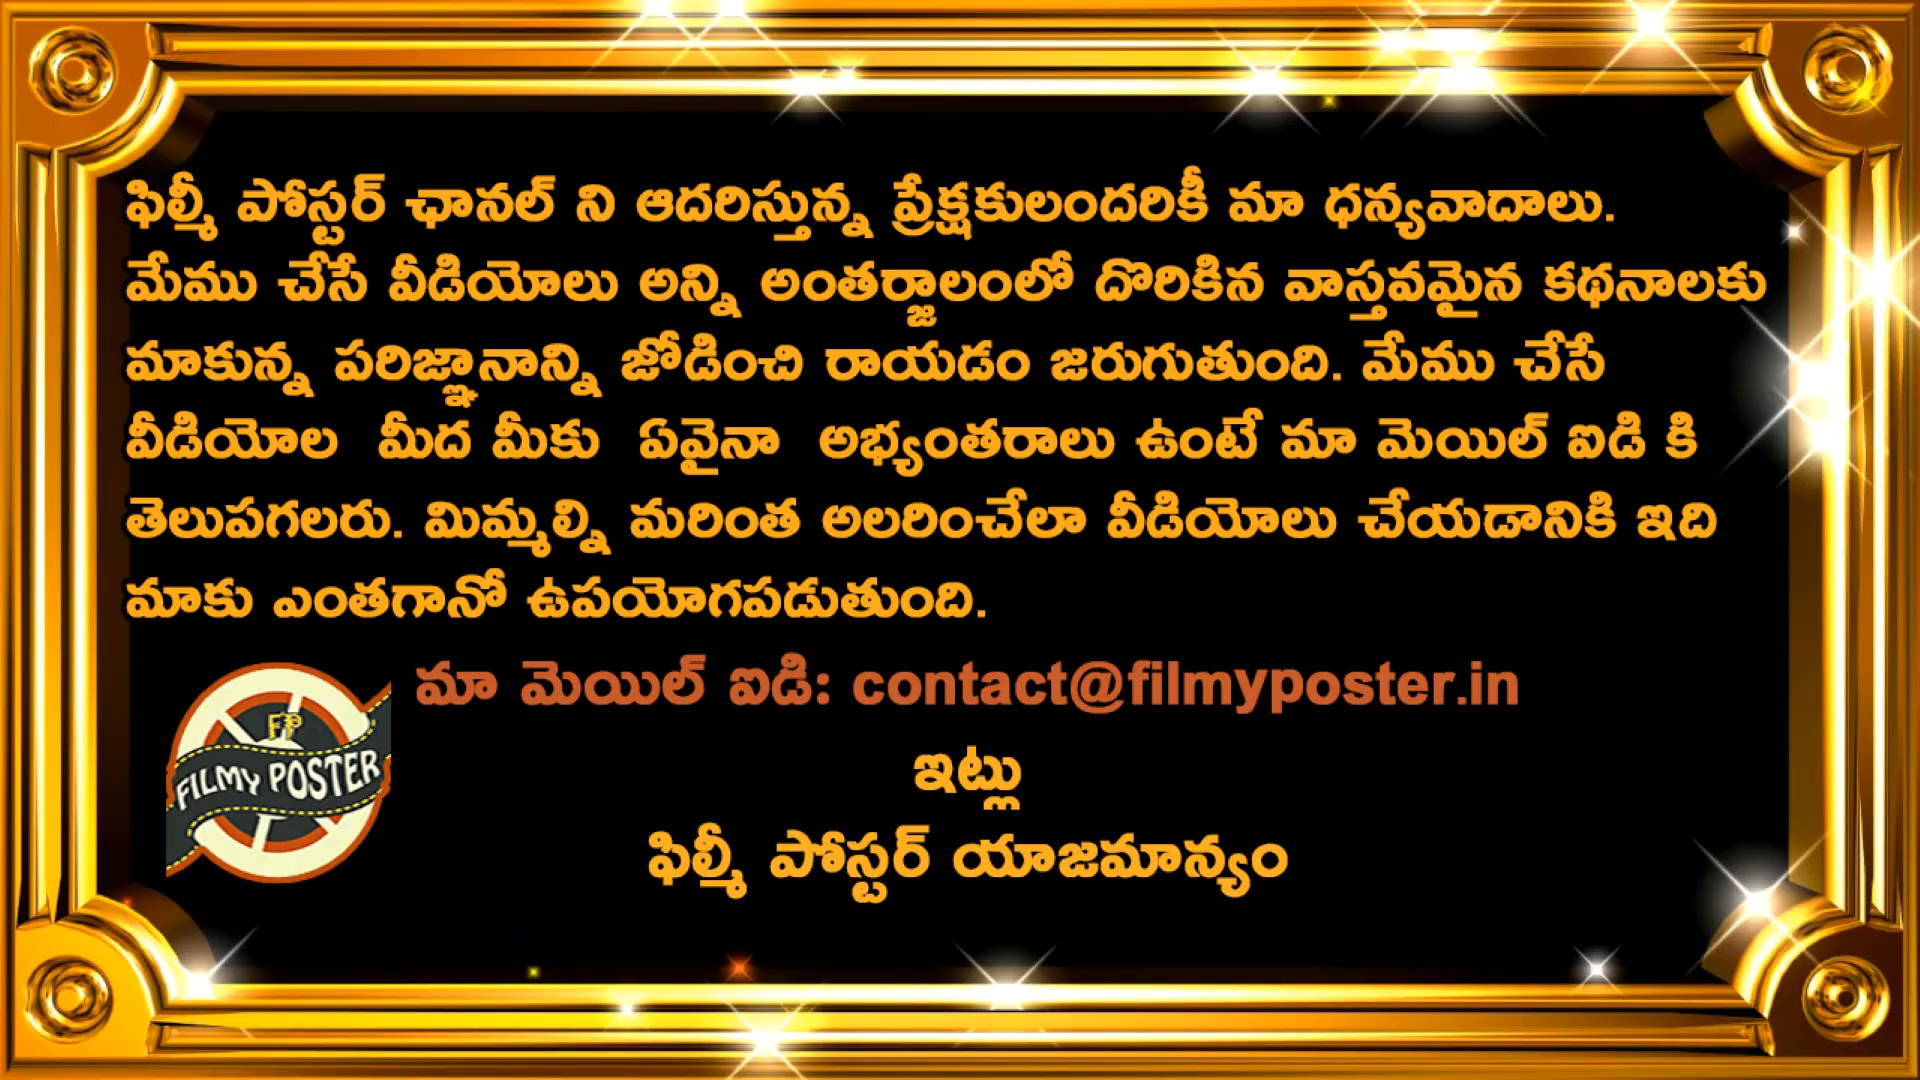 ఫిల్మీ పోస్టర్ ఛానల్ ని ఆదరిస్తున్న ప్రేక్షకులందరికీ మా ధన్యవాదాలు.
మేము చేసే వీడియోలు అన్ని అంతర్జాలంలో దొరికిన వాస్తవమైన కథనాలకు
మాకున్న పరిజ్ఞానాన్ని జోడించి రాయడం జరుగుతుంది. మేము చేసే
వీడియోల మీద మీకు ఏవైనా అభ్యంతరాలు ఉంటే మా మెయిల్ ఐడి కి
తెలుపగలరు. మిమ్మల్ని మరింత అలరించేలా వీడియోలు చేయడానికి ఇది
మాకు ఎంతగానో ఉపయోగపడుతుంది.
మా మెయిల్ ఐడి: contact@filmyposter.in
FP
FILMY POSTER
ఇట్లు
ఫిల్మీ పోస్టర్ యాజమాన్యం